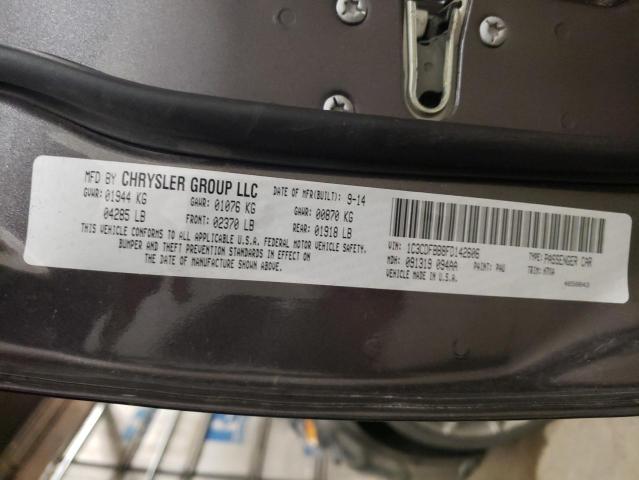 MFD BY CHRYSLER GROUP LLC DATE OF MFR(BUILT): 9-14
GVWR: 01944 KG GAWR: 01076 KG GAWR: 00870 KG
04285 LB FRONT: 02370 LB REAR: 01918 LB
THIS VEHICLE CONFORMS TO ALL APPLICABLE U.S.A. FEDERAL MOTOR VEHICLE SAFETY,
BUMPER AND THEFT PREVENTION STANDARDS IN EFFECT ON
THE DATE OF MANUFACTURE SHOWN ABOVE.
VIN: 1C3CDFBB8FD142606 TYPE: PASSENGER CAR
MDH: 091319 094AA PAINT: PAU TRIM:
VEHICLE MADE IN U.S.A.